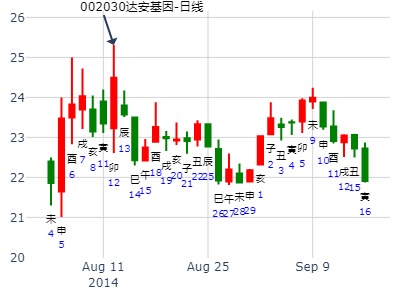 002030达安基因-日线
26
25
24
23
22
21
20
未
4
申
5
酉
6
戌
7
亥
8
寅
11
卯
12
辰
13
巳
14
午
15
酉
18
戌
19
亥
20
子
21
丑
22
辰
25
巳
26
午
27
未
28
申
29
亥
1
子
2
丑
3
寅
4
卯
5
未
9
申
10
酉
11
戌
12
丑
15
寅
16
Aug 11
2014
Aug 25
Sep 9